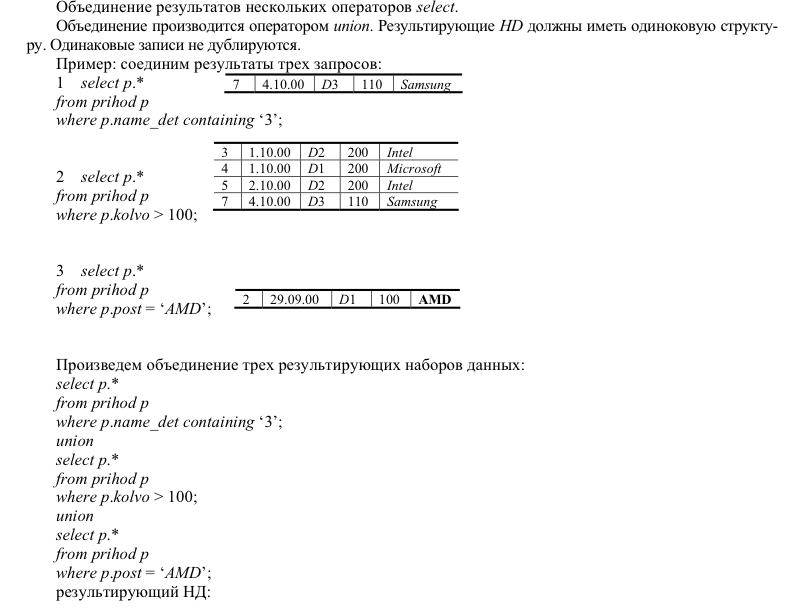 Объединение результатов нескольких операторов select.
Объединение производится оператором union. Результирующие HD должны иметь одиноковую структу-
ру. Одинаковые записи не дублируются.
Пример: соединим результаты трех запросов:
1 select p.*
7 4.10.00 D3 110 Samsung
from prihod p
where p.name_det containing ‘3’;
3 1.10.00 D2 200 Intel
4 1.10.00 D1 200 Microsoft
2 select p.*
5 2.10.00 D2 200 Intel
from prihod p
7 4.10.00 D3 110 Samsung
where p.kolvo > 100;
3 select p.*
from prihod p
2 29.09.00 D1 100 AMD
where p.post = ‘AMD’;
Произведем объединение трех результирующих наборов данных:
select p.*
from prihod p
where p.name_det containing ‘3’;
union
select p.*
from prihod p
where p.kolvo > 100;
union
select p.*
from prihod p
where p.post = ‘AMD’;
результирующий НД: